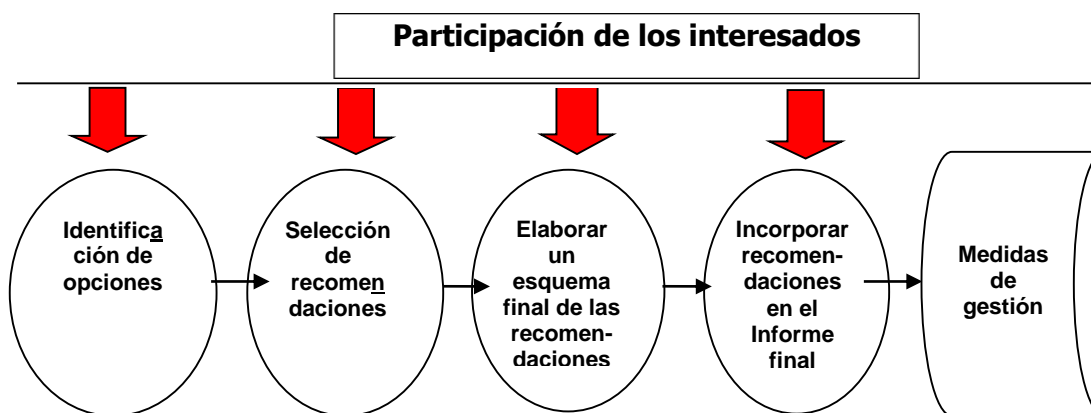 Participación de los interesados
Identifica
ción de
opciones
Selección
de
recomen
daciones
Elaborar
un
esquema
final de las
recomen-
daciones
Incorporar
recomen-
daciones
en el
Informe
final
Medidas
de
gestión